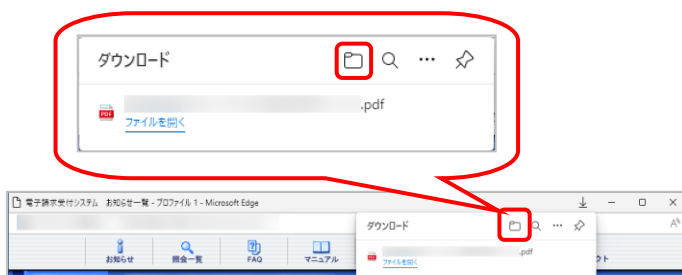 ダウンロード
PDF
.pdf
ファイルを開く
電子請求受付システム お知らせ一覧 - プロファイル 1 - Microsoft Edge
ダウンロード
.pdf
ファイルを開く
お知らせ
照会一覧
FAQ
マニュアル